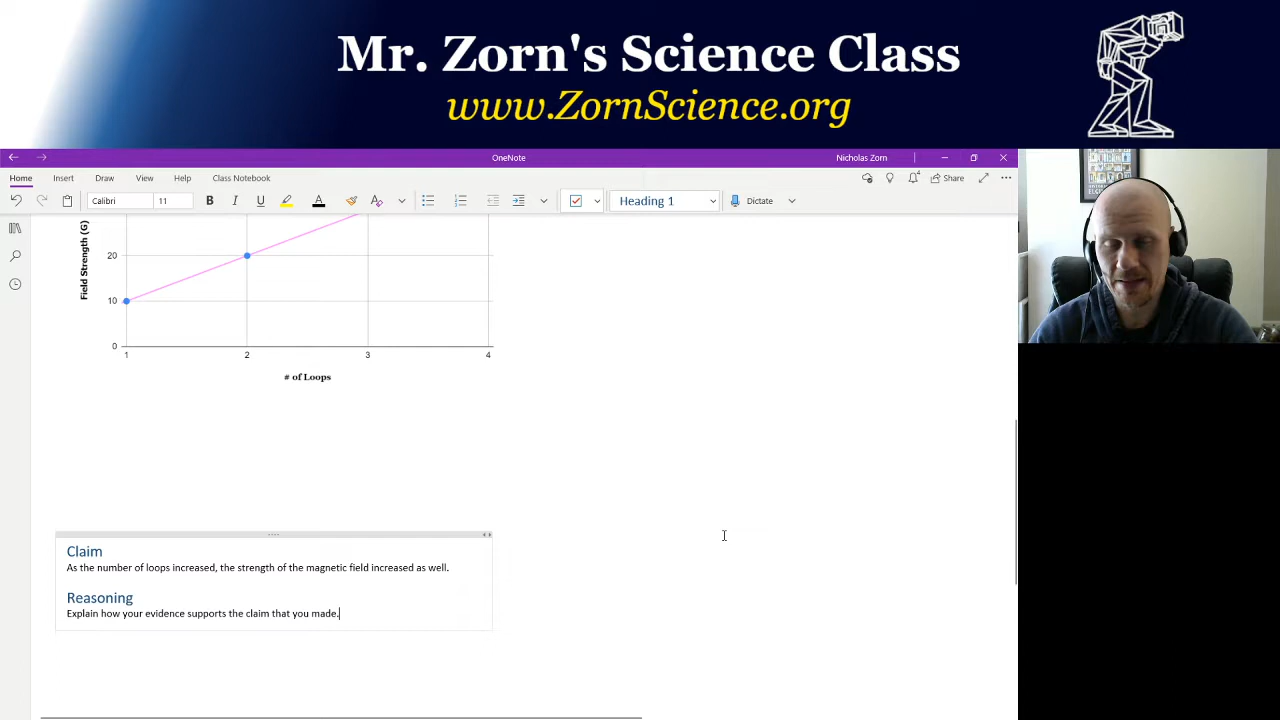 Mr. Zorn's Science Class
www.ZornScience.org
OneNote
Nicholas Zorn
Home Insert Draw View Help Class Notebook
Share
Calibri 11
B I U A
Heading 1
Dictate
Field Strength (G)
20
10
0
1 2 3 4
# of Loops
Claim
As the number of loops increased, the strength of the magnetic field increased as well.
Reasoning
Explain how your evidence supports the claim that you made.